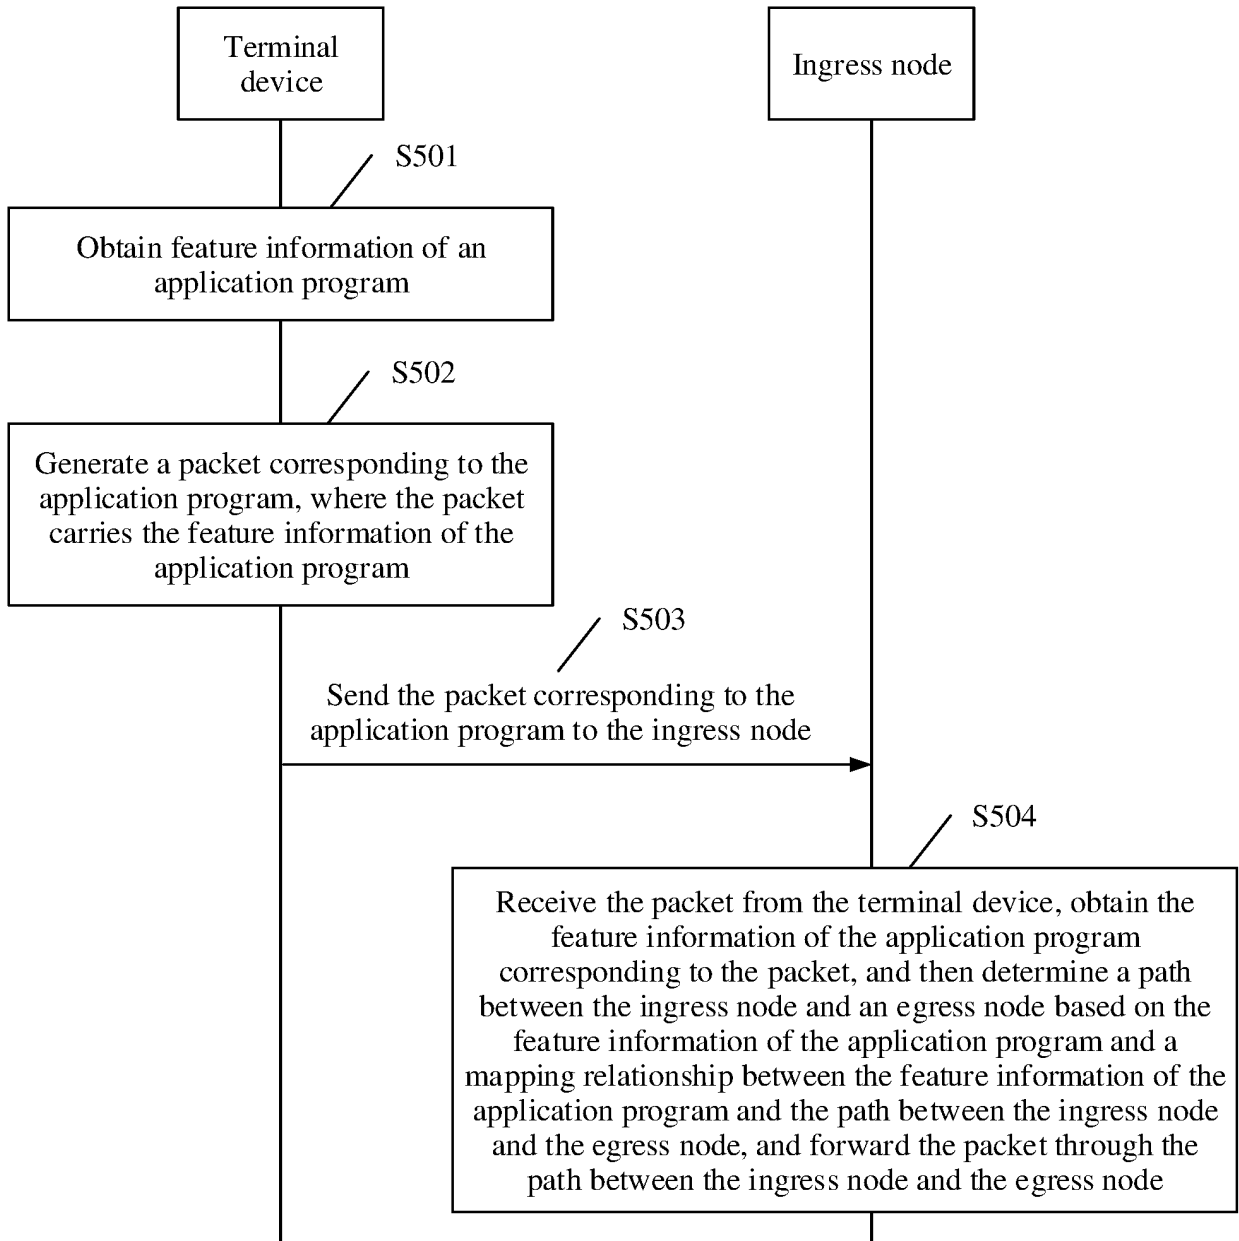 Terminal
device
Ingress node
S501
Obtain feature information of an
application program
S502
Generate a packet corresponding to the
application program, where the packet
carries the feature information of the
application program
S503
Send the packet corresponding to the
application program to the ingress node
S504
Receive the packet from the terminal device, obtain the
feature information of the application program
corresponding to the packet, and then determine a path
between the ingress node and an egress node based on the
feature information of the application program and a
mapping relationship between the feature information of the
application program and the path between the ingress node
and the egress node, and forward the packet through the
path between the ingress node and the egress node